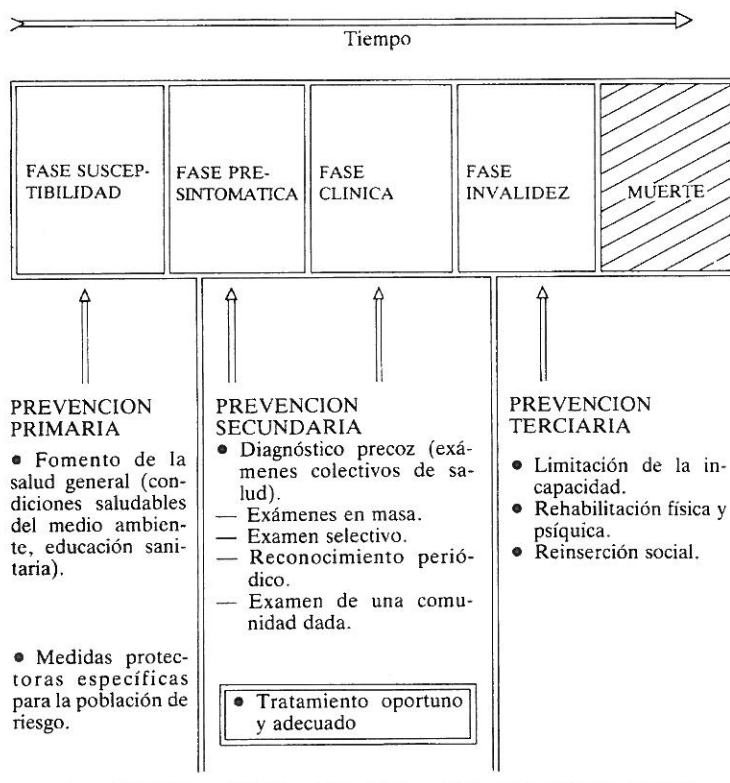 Tiempo
FASE SUSCEP-
TIBILIDAD
FASE PRE-
SINTOMATICA
FASE
CLINICA
FASE
INVALIDEZ
MUERTE
PREVENCION
PRIMARIA
● Fomento de la
salud general (con-
diciones saludables
del medio ambien-
te, educación sani-
taria).
● Medidas protec-
toras específicas
para la población de
riesgo.
PREVENCION
SECUNDARIA
● Diagnóstico precoz (exá-
menes colectivos de sa-
lud).
— Exámenes en masa.
— Examen selectivo.
— Reconocimiento perió-
dico.
— Examen de una comu-
nidad dada.
● Tratamiento oportuno
y adecuado
PREVENCION
TERCIARIA
● Limitación de la in-
capacidad.
● Rehabilitación física y
psíquica.
● Reinserción social.